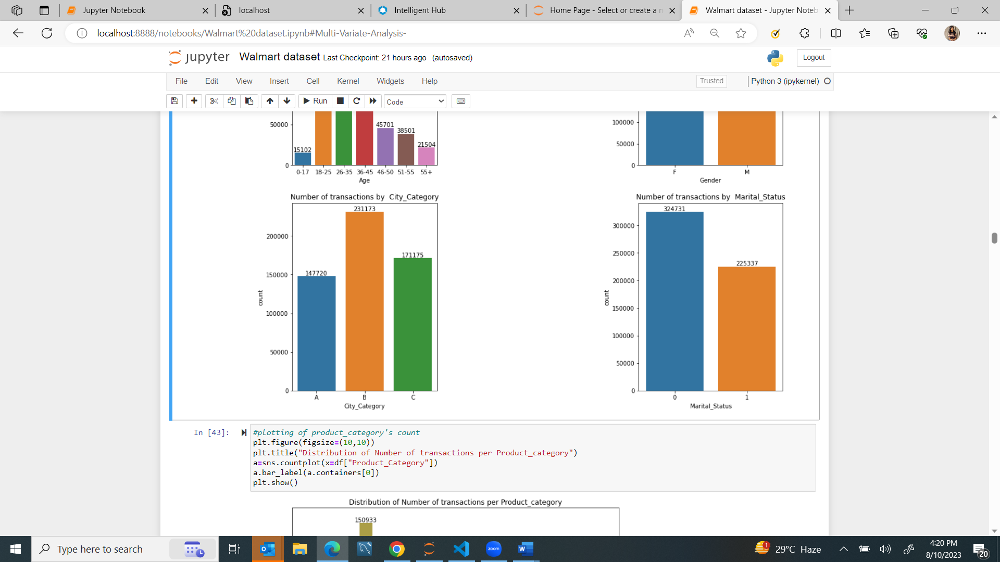 Jupyter Notebook
localhost
Intelligent Hub
Home Page - Select or create a n
Walmart dataset - Jupyter Noteb
localhost:8888/notebooks/Walmart%20dataset.ipynb#Multi-Variate-Analysis-
jupyter Walmart dataset Last Checkpoint: 21 hours ago (autosaved)
Logout
File Edit View Insert Cell Kernel Widgets Help
Trusted
Python 3 (ipykernel)
Run
Code
50000
0
15102
45701
38501
21504
0-17 18-25 26-35 36-45 46-50 51-55 55+
Age
100000
50000
0
F M
Gender
Number of transactions by City_Category
231173
171175
147720
200000
150000
100000
50000
0
count
A B C
City_Category
Number of transactions by Marital_Status
324731
225337
300000
250000
200000
150000
100000
50000
0
count
0 1
Marital_Status
In [43]:
#plotting of product_category's count
plt.figure(figsize=(10,10))
plt.title("Distribution of Number of transactions per Product_category")
a=sns.countplot(x=df["Product_Category"])
a.bar_label(a.containers[0])
plt.show()
Distribution of Number of transactions per Product_category
150933
Type here to search
zoom
1
29°C Haze
4:20 PM
8/10/2023
20